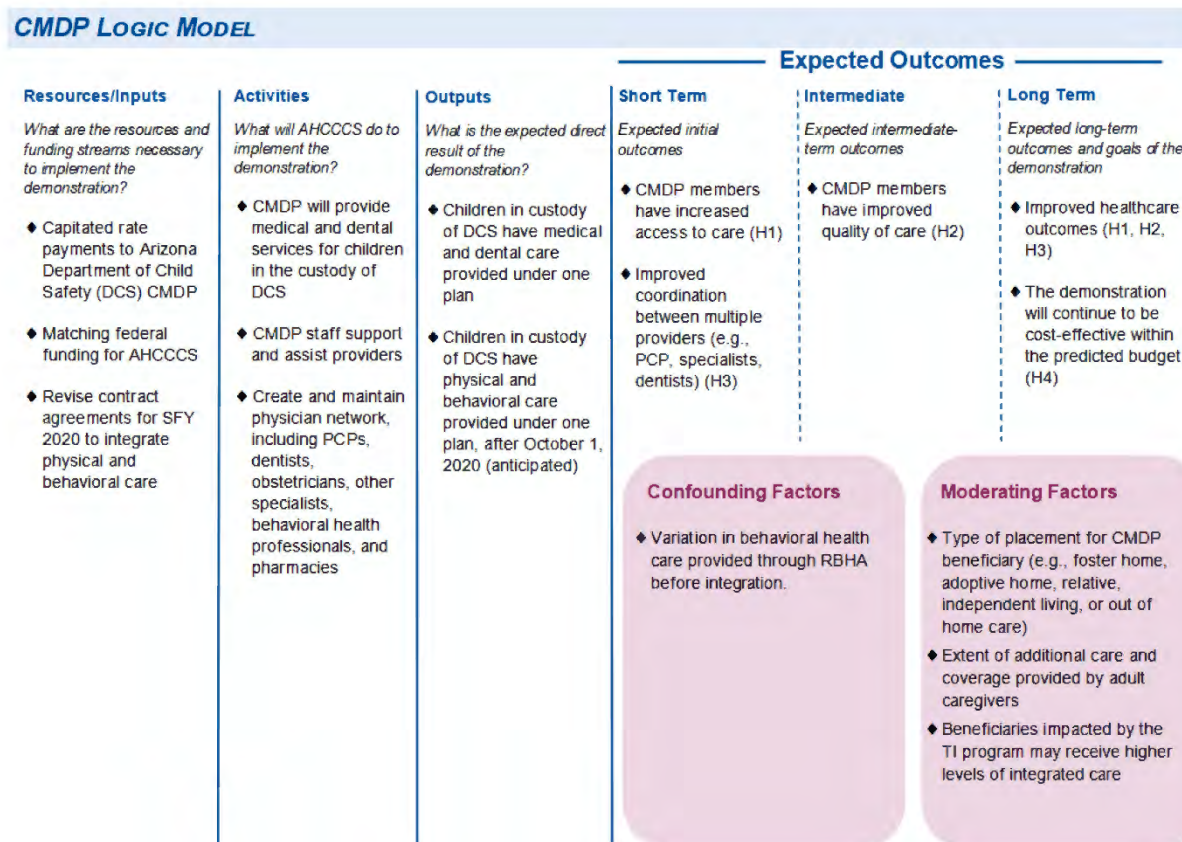 CMDP LOGIC MODEL
Expected Outcomes
Resources/Inputs
What are the resources and
funding streams necessary
to implement the
demonstration?
◆ Capitated rate
payments to Arizona
Department of Child
Safety (DCS) CMDP
◆ Matching federal
funding for AHCCCS
◆ Revise contract
agreements for SFY
2020 to integrate
physical and
behavioral care
Activities
What will AHCCCS do to
implement the
demonstration?
◆ CMDP will provide
medical and dental
services for children
in the custody of
DCS
◆ CMDP staff support
and assist providers
◆ Create and maintain
physician network,
including PCPs,
dentists,
obstetricians, other
specialists,
behavioral health
professionals, and
pharmacies
Outputs
What is the expected direct
result of the
demonstration?
◆ Children in custody
of DCS have medical
and dental care
provided under one
plan
◆ Children in custody
of DCS have
physical and
behavioral care
provided under one
plan, after October 1,
2020 (anticipated)
Short Term
Expected initial
outcomes
◆ CMDP members
have increased
access to care (H1)
◆ Improved
coordination
between multiple
providers (e.g.,
PCP, specialists,
dentists) (H3)
Intermediate
Expected intermediate-
term outcomes
◆ CMDP members
have improved
quality of care (H2)
Long Term
Expected long-term
outcomes and goals of the
demonstration
◆ Improved healthcare
outcomes (H1, H2,
H3)
◆ The demonstration
will continue to be
cost-effective within
the predicted budget
(H4)
Confounding Factors
◆ Variation in behavioral health
care provided through RBHA
before integration.
Moderating Factors
◆ Type of placement for CMDP
beneficiary (e.g., foster home,
adoptive home, relative,
independent living, or out of
home care)
◆ Extent of additional care and
coverage provided by adult
caregivers
◆ Beneficiaries impacted by the
TI program may receive higher
levels of integrated care